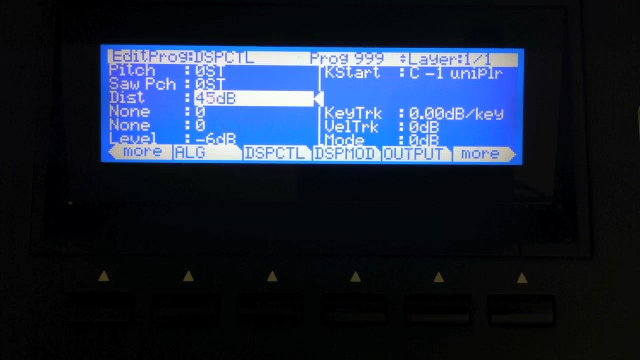 EditProg:DSPCTL Prog 999 Layer:1/1
Pitch :0ST KStart :C -1 uniplr
Saw Pch :0ST
Dist :45dB
None :0 KeyTrk :0.00dB/key
None :0 VelTrk :0dB
Level :-6dB Mode :0dB
more ALG DSPCTL DSPMOD OUTPUT more